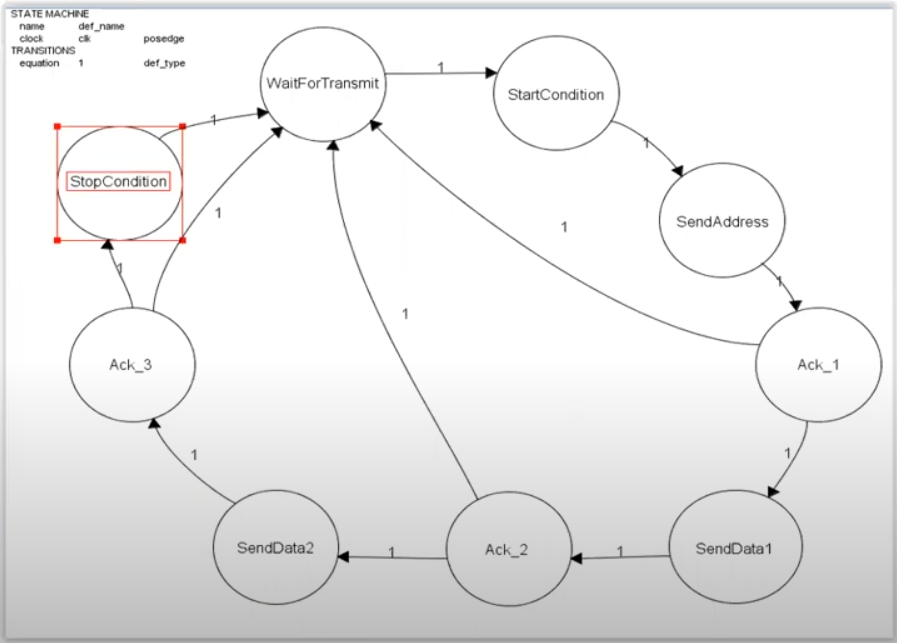 STATE MACHINE
name def_name
clock clk posedge
TRANSITIONS
equation 1 def_type
WaitForTransmit
1
StartCondition
1
StopCondition
1
SendAddress
1
1
1
1
1
Ack_3
Ack_1
1
1
SendData2
1
Ack_2
1
SendData1